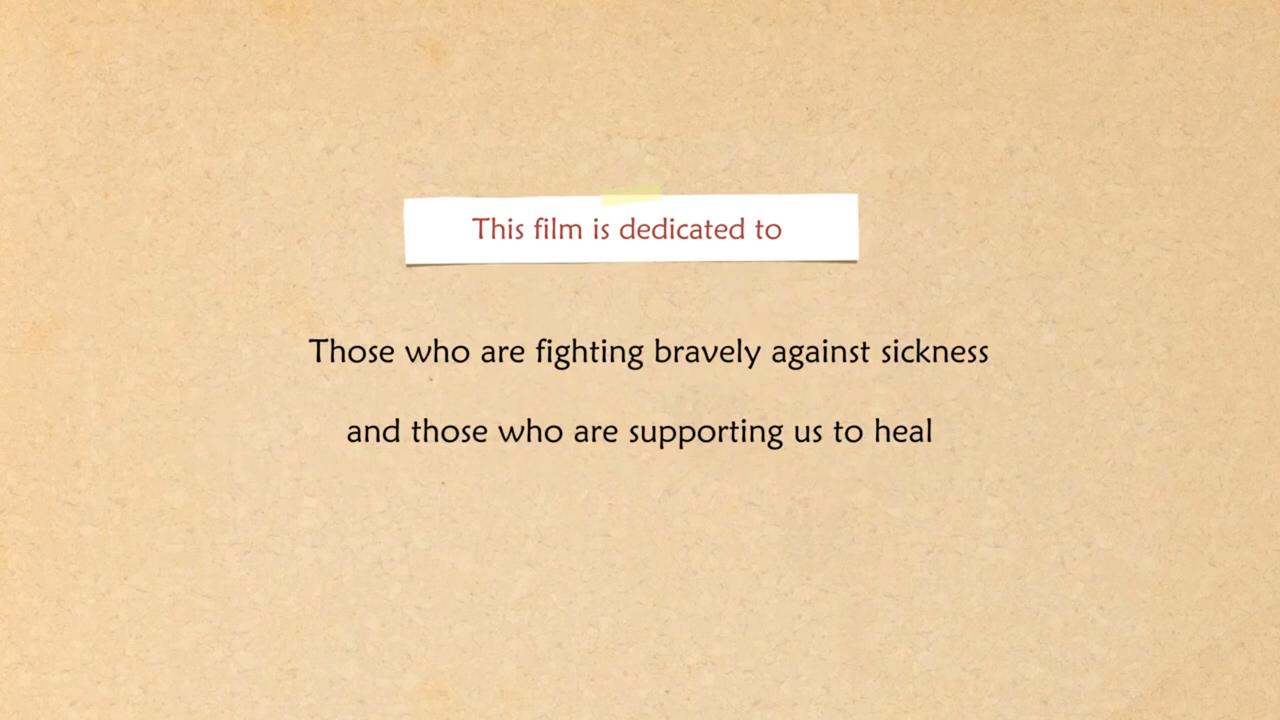 This film is dedicated to
Those who are fighting bravely against sickness
and those who are supporting us to heal